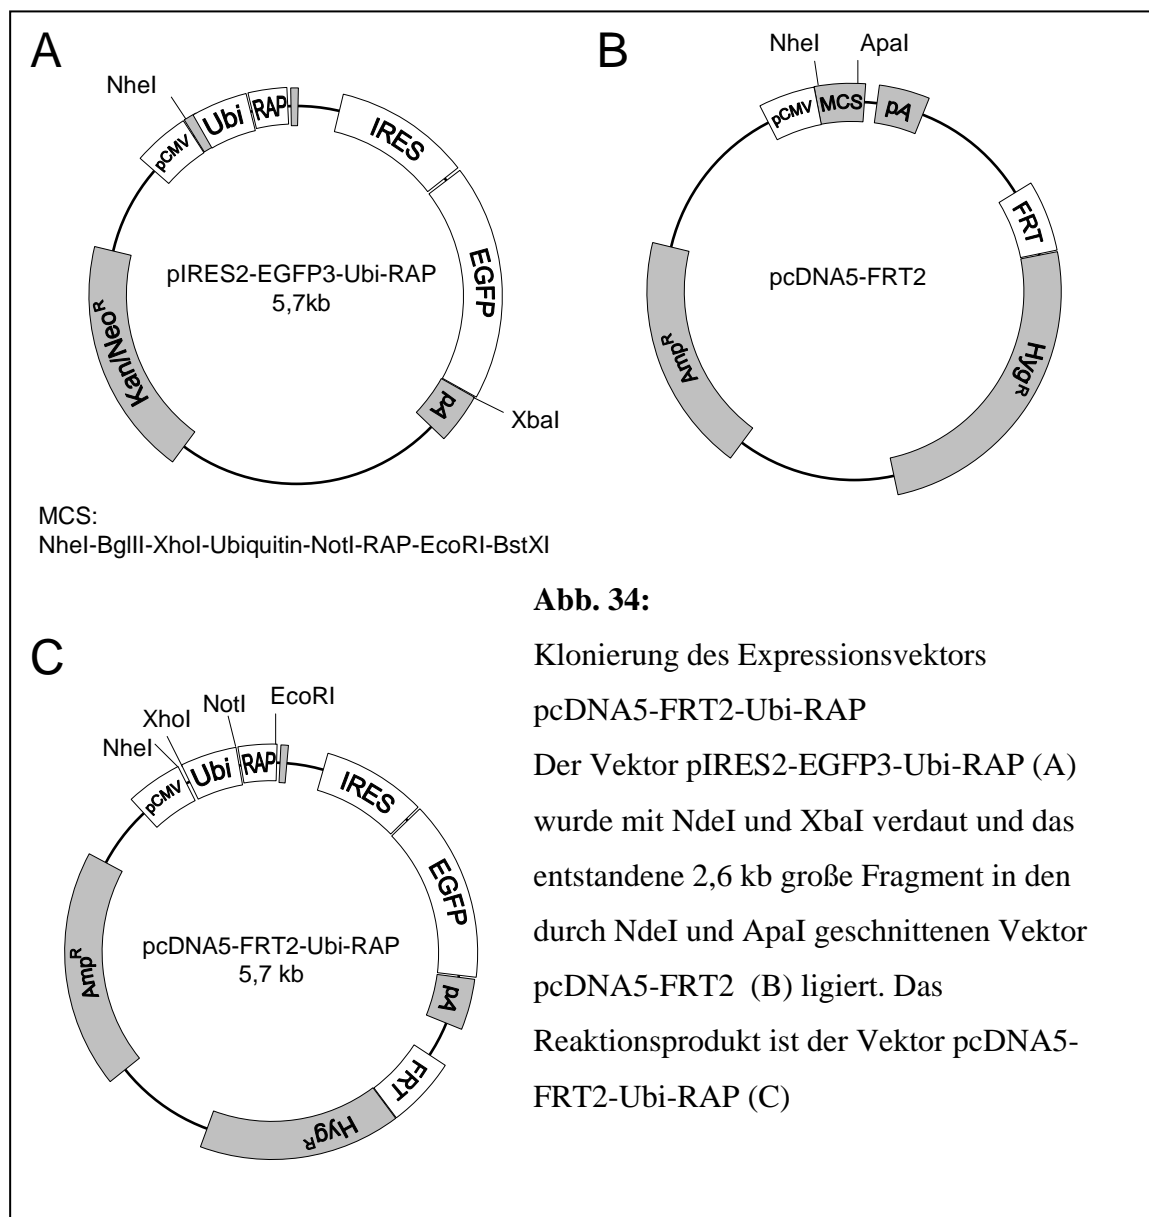 A
NheI
pCMV
Ubi
RAP
IRES
EGFP
pA
XbaI
Kan/NeoR
pIRES2-EGFP3-Ubi-RAP
5,7kb
MCS:
NheI-BglII-XhoI-Ubiquitin-NotI-RAP-EcoRI-BstXI
B
NheI
ApaI
pCMV
MCS
pA
FRT
HygR
AmpR
pcDNA5-FRT2
C
NheI
XhoI
NotI
EcoRI
pCMV
Ubi
RAP
IRES
EGFP
pA
FRT
HygR
AmpR
pcDNA5-FRT2-Ubi-RAP
5,7 kb
Abb. 34:
Klonierung des Expressionsvektors
pcDNA5-FRT2-Ubi-RAP
Der Vektor pIRES2-EGFP3-Ubi-RAP (A)
wurde mit NdeI und XbaI verdaut und das
entstandene 2,6 kb große Fragment in den
durch NdeI und ApaI geschnittenen Vektor
pcDNA5-FRT2 (B) ligiert. Das
Reaktionsprodukt ist der Vektor pcDNA5-
FRT2-Ubi-RAP (C)